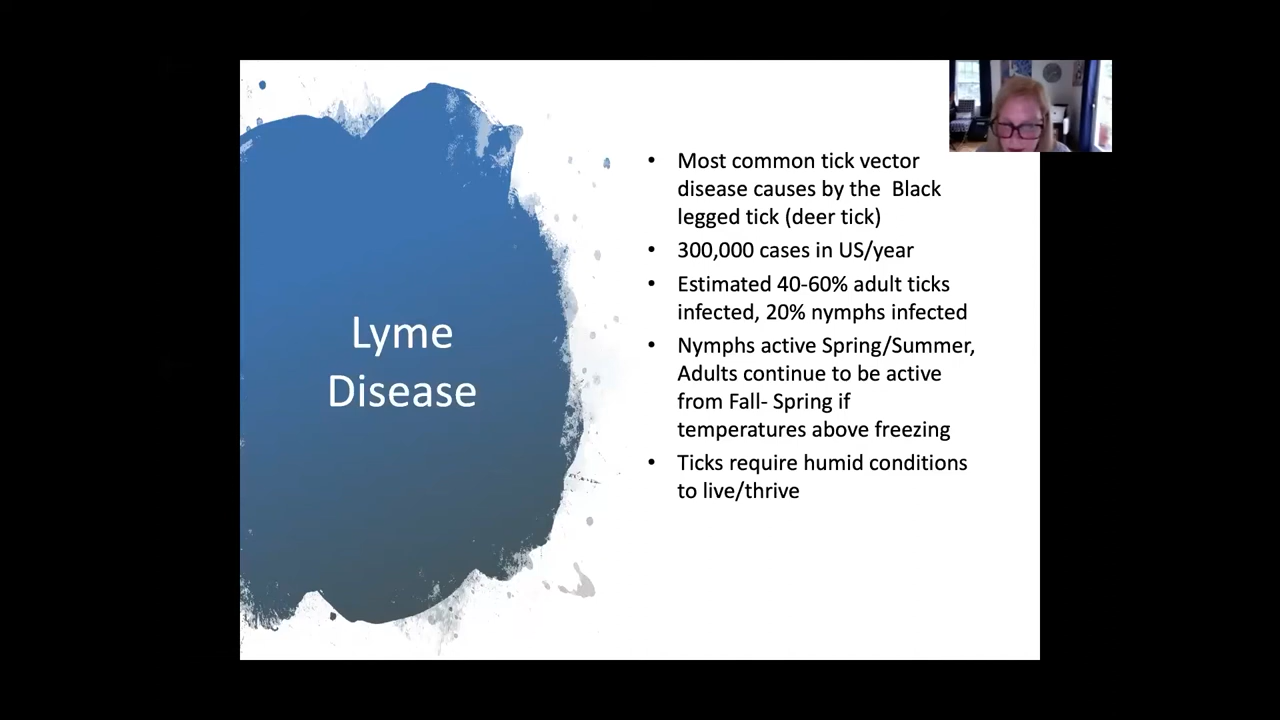 Lyme
Disease
• Most common tick vector
disease causes by the  Black
legged tick (deer tick)
• 300,000 cases in US/year
• Estimated 40-60% adult ticks
infected, 20% nymphs infected
• Nymphs active Spring/Summer,
Adults continue to be active
from Fall- Spring if
temperatures above freezing
• Ticks require humid conditions
to live/thrive